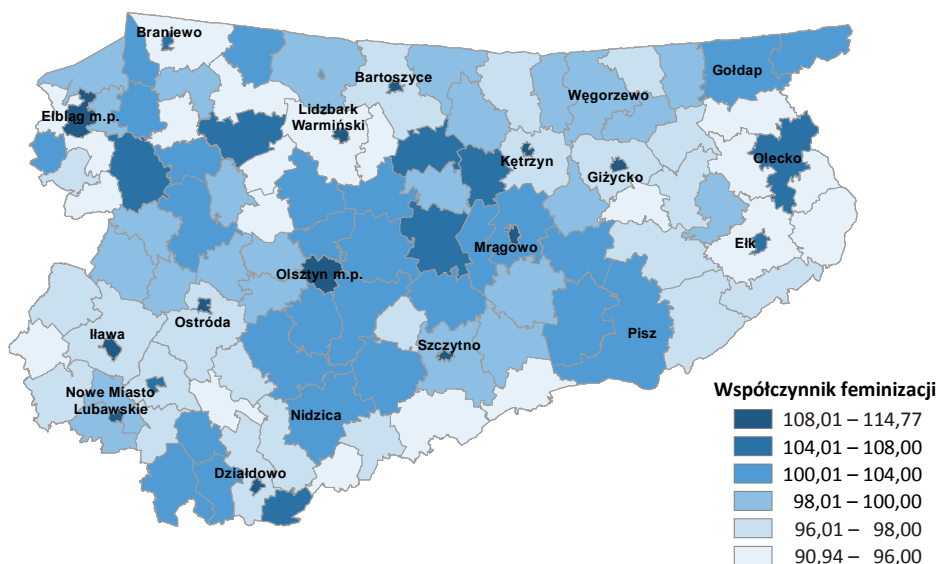 Braniewo
Bartoszyce
Gołdap
Węgorzewo
Elbląg m.p.
Lidzbark
Warmiński
Kętrzyn
Giżycko
Olecko
Mrągowo
Ełk
Olsztyn m.p.
Ostróda
Iława
Szczytno
Pisz
Nowe Miasto
Lubawskie
Nidzica
Działdowo
Współczynnik feminizacji
108,01 – 114,77
104,01 – 108,00
100,01 – 104,00
98,01 – 100,00
96,01 – 98,00
90,94 – 96,00